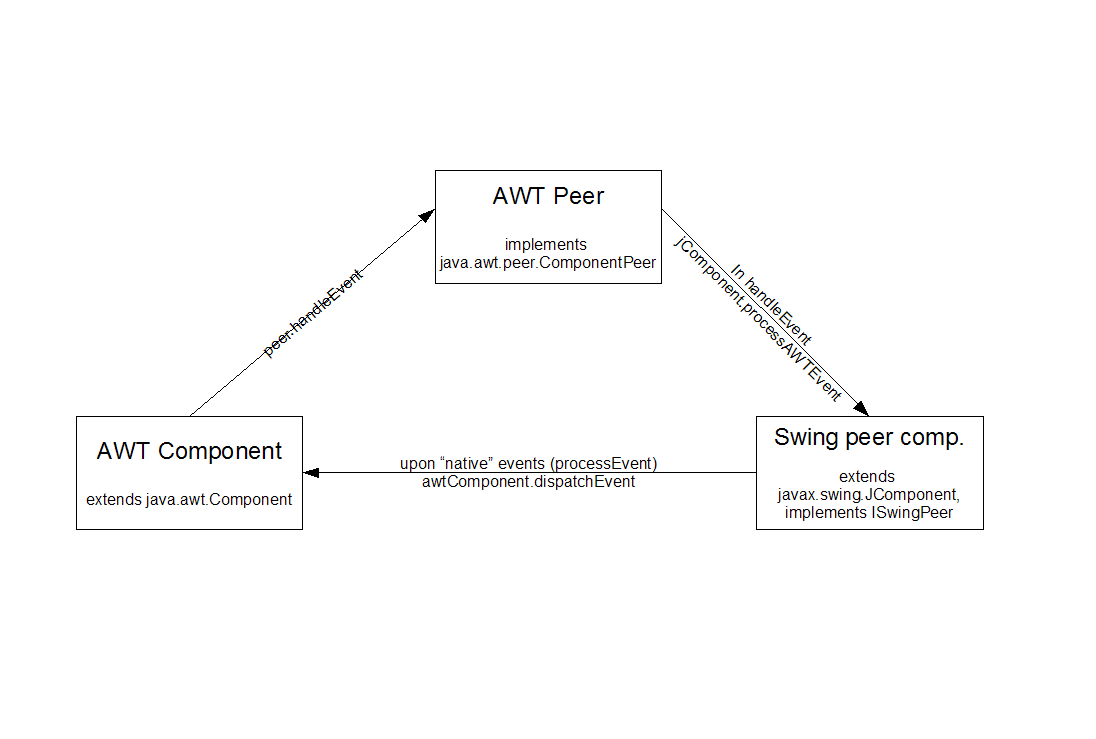 AWT Peer
implements
java.awt.peer.ComponentPeer
peer.handleEvent
In handleEvent
jComponent.processAWTEvent
AWT Component
extends java.awt.Component
upon “native” events (processEvent)
awtComponent.dispatchEvent
Swing peer comp.
extends
javax.swing.JComponent,
implements ISwingPeer